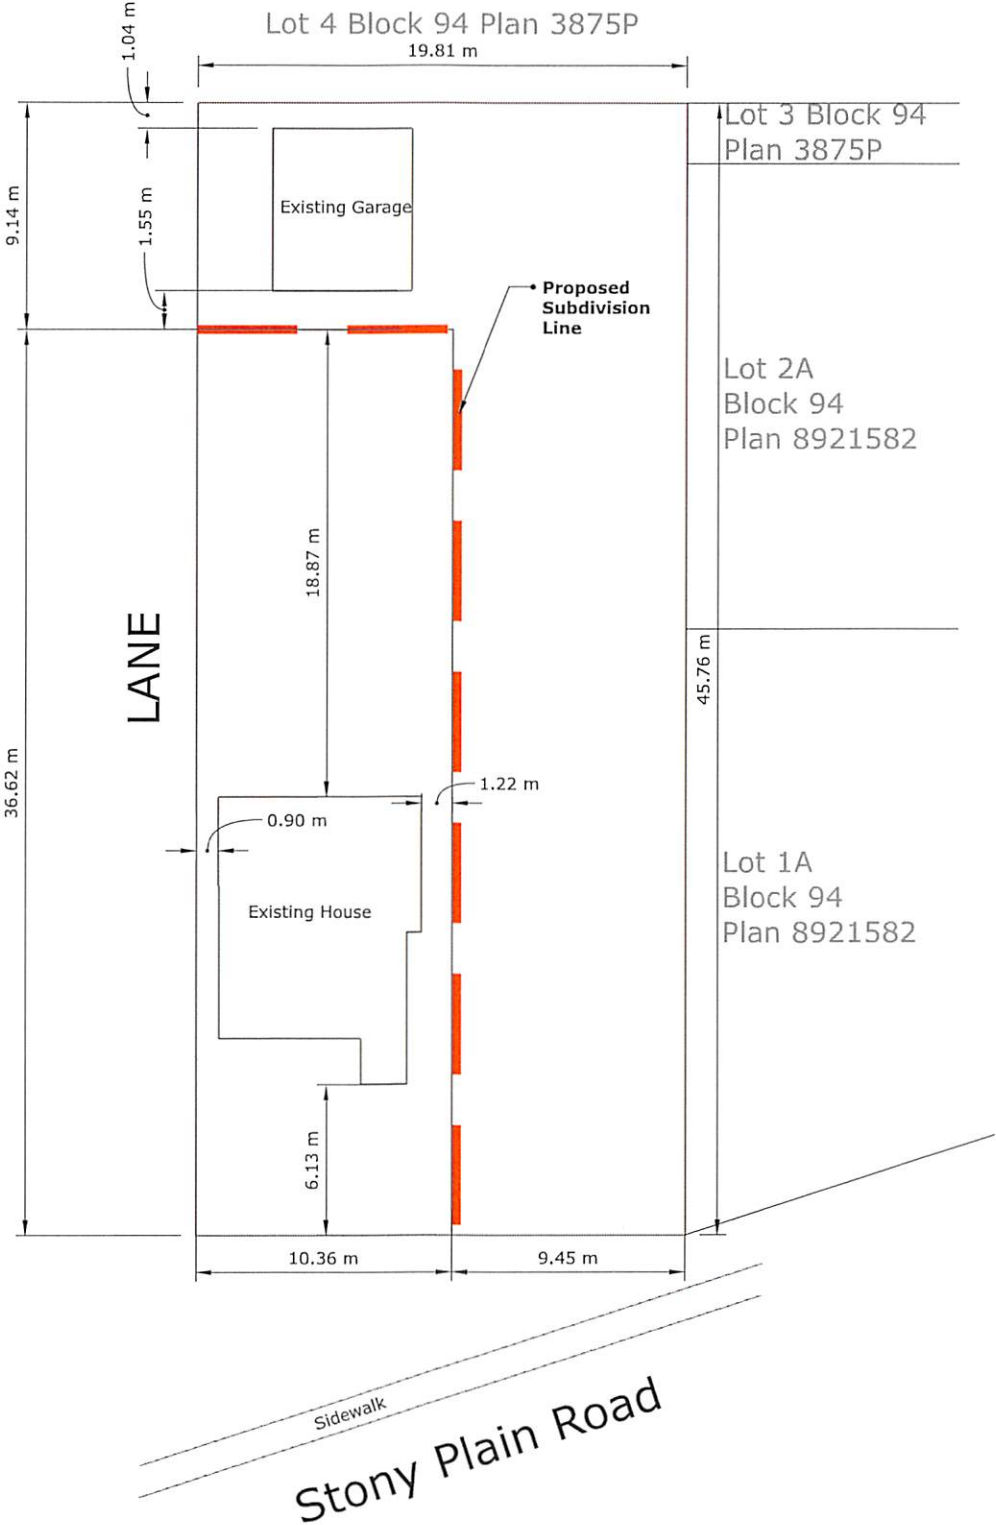 Lot 4 Block 94 Plan 3875P
19.81 m
1.04 m
Lot 3 Block 94
Plan 3875P
9.14 m
1.55 m
Existing Garage
Proposed
Subdivision
Line
Lot 2A
Block 94
Plan 8921582
18.87 m
LANE
45.76 m
36.62 m
1.22 m
0.90 m
Existing House
Lot 1A
Block 94
Plan 8921582
6.13 m
10.36 m
9.45 m
Sidewalk
Stony Plain Road